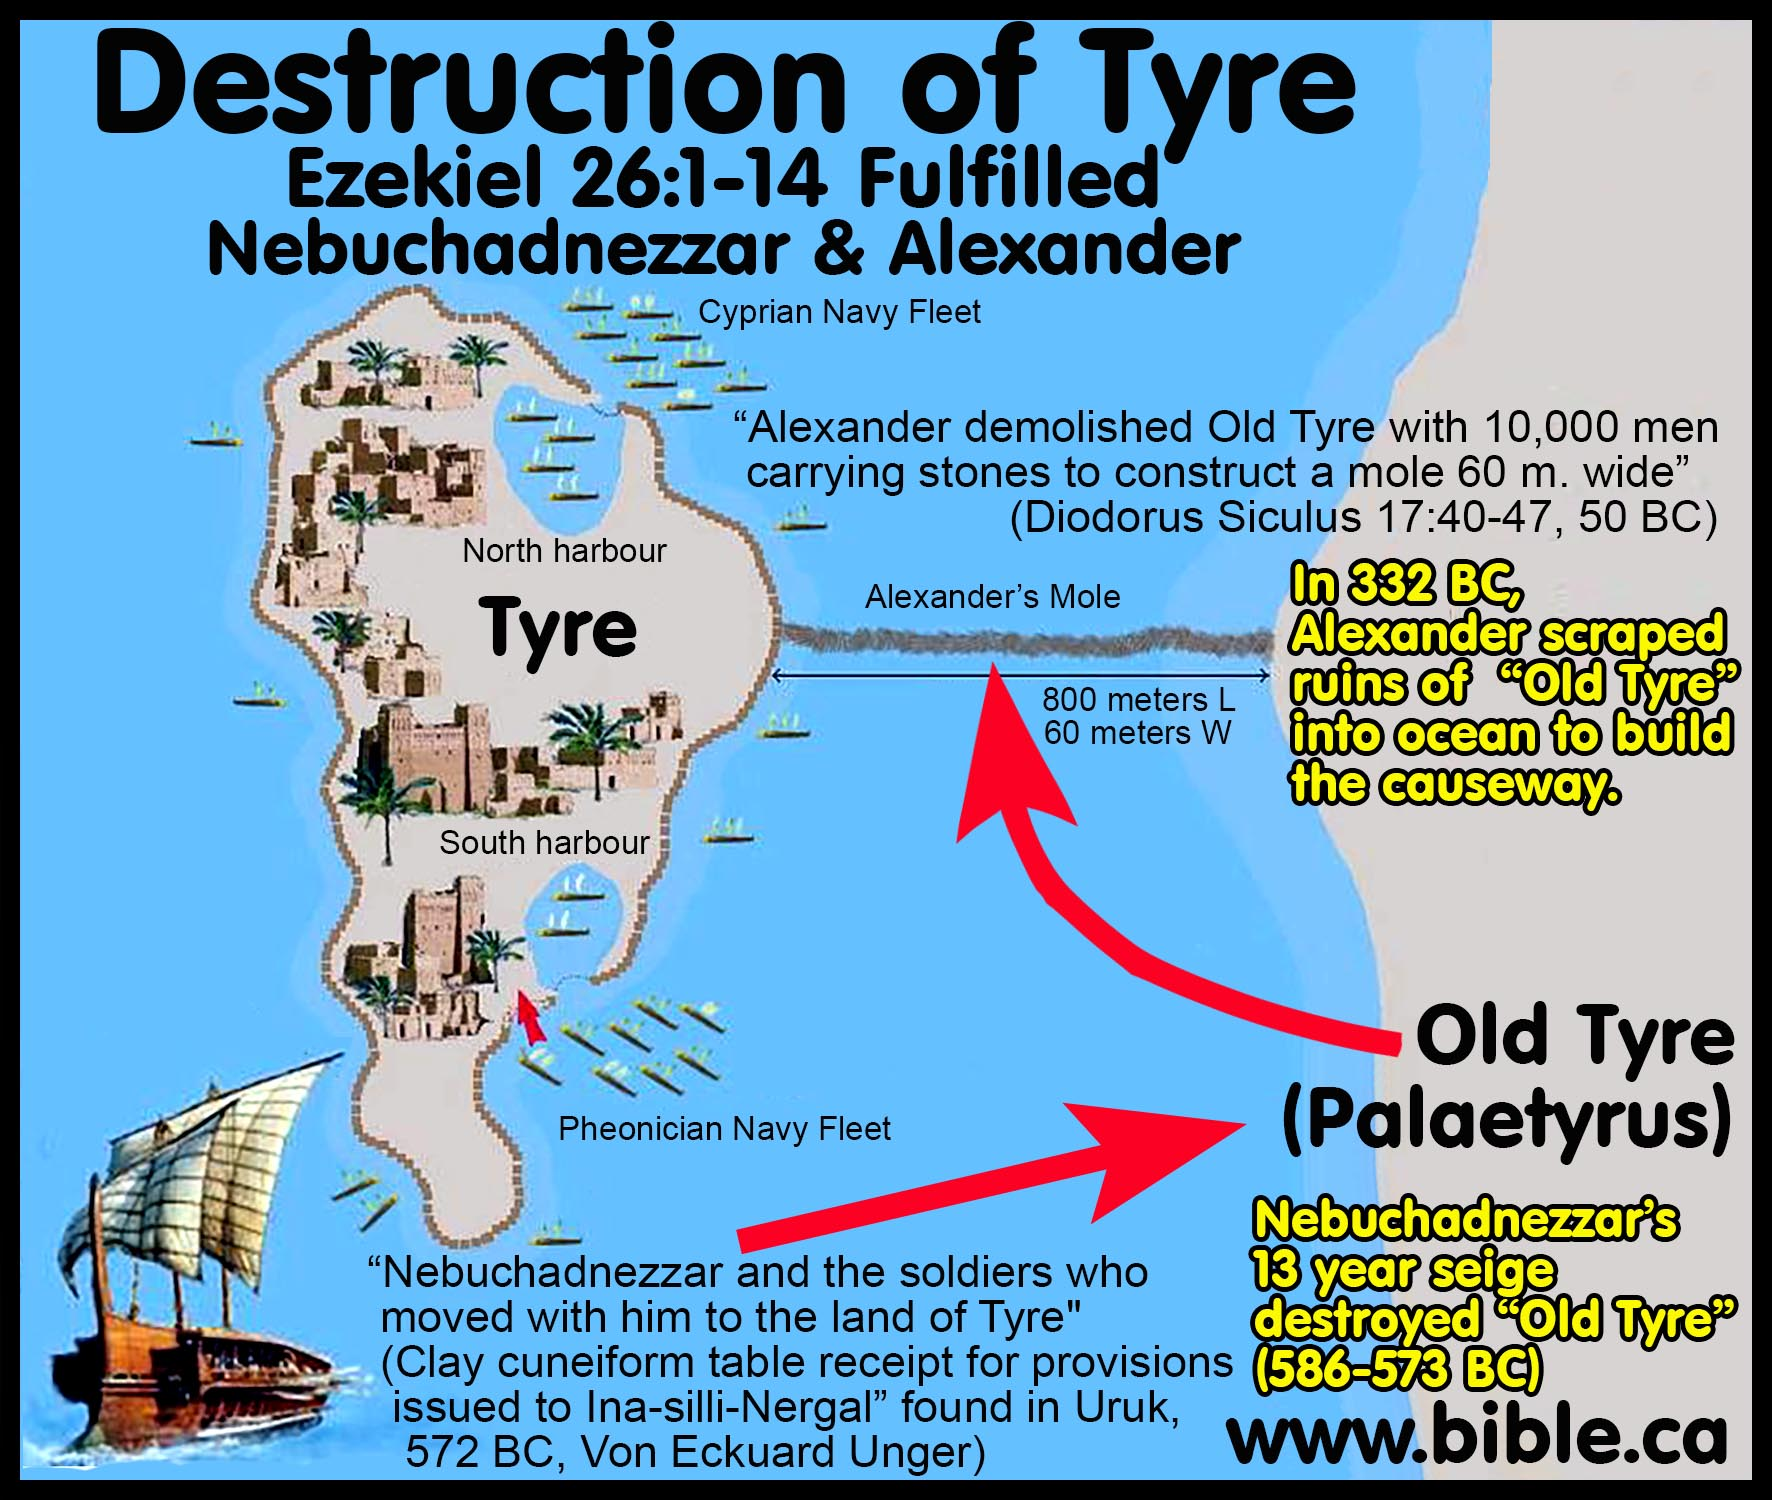 Destruction of Tyre
Ezekiel 26:1-14 Fulfilled
Nebuchadnezzar & Alexander
Cyprian Navy Fleet
“Alexander demolished Old Tyre with 10,000 men
carrying stones to construct a mole 60 m. wide”
(Diodorus Siculus 17:40-47, 50 BC)
North harbour
Tyre
Alexander’s Mole
800 meters L
60 meters W
In 332 BC,
Alexander scraped
ruins of “Old Tyre”
into ocean to build
the causeway.
South harbour
Old Tyre
(Palaetyrus)
Pheonician Navy Fleet
Nebuchadnezzar’s
13 year seige
destroyed “Old Tyre”
(586-573 BC)
“Nebuchadnezzar and the soldiers who
moved with him to the land of Tyre"
(Clay cuneiform table receipt for provisions
issued to Ina-silli-Nergal” found in Uruk,
572 BC, Von Eckuard Unger)
www.bible.ca